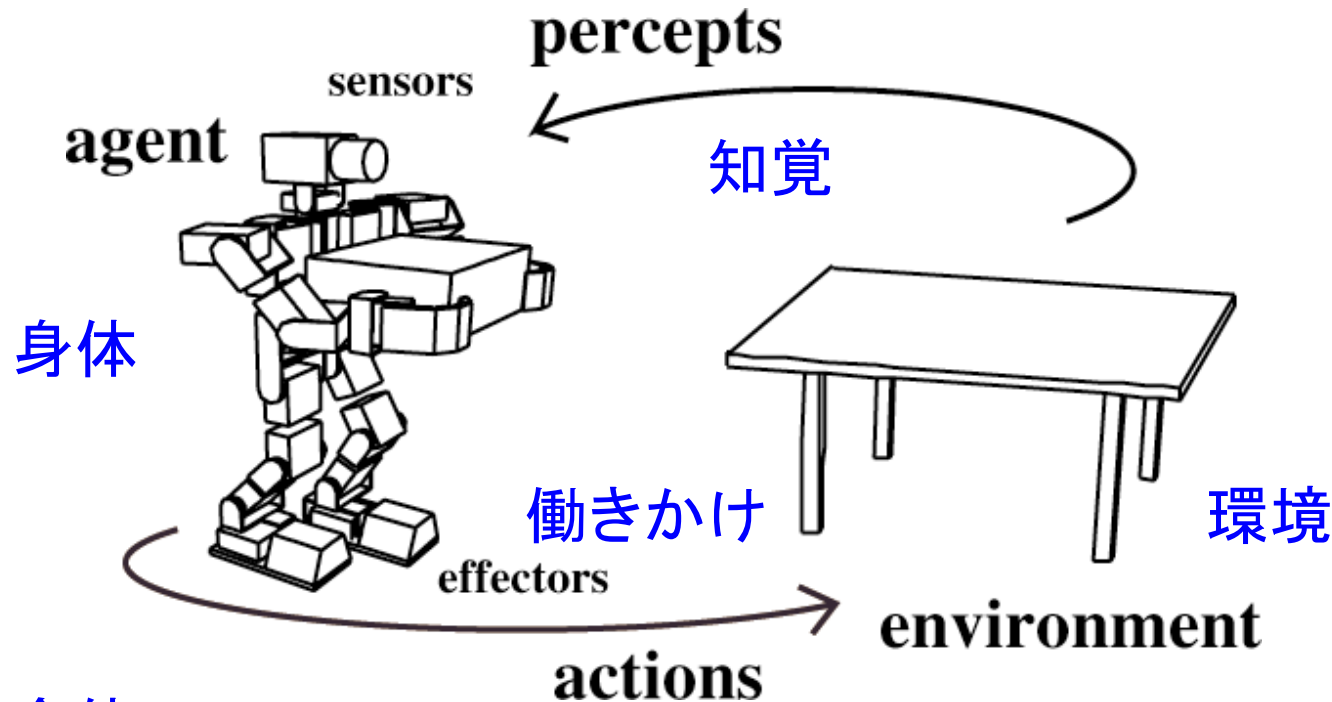 percepts
sensors
agent
知覚
身体
働きかけ
環境
effectors
environment
actions